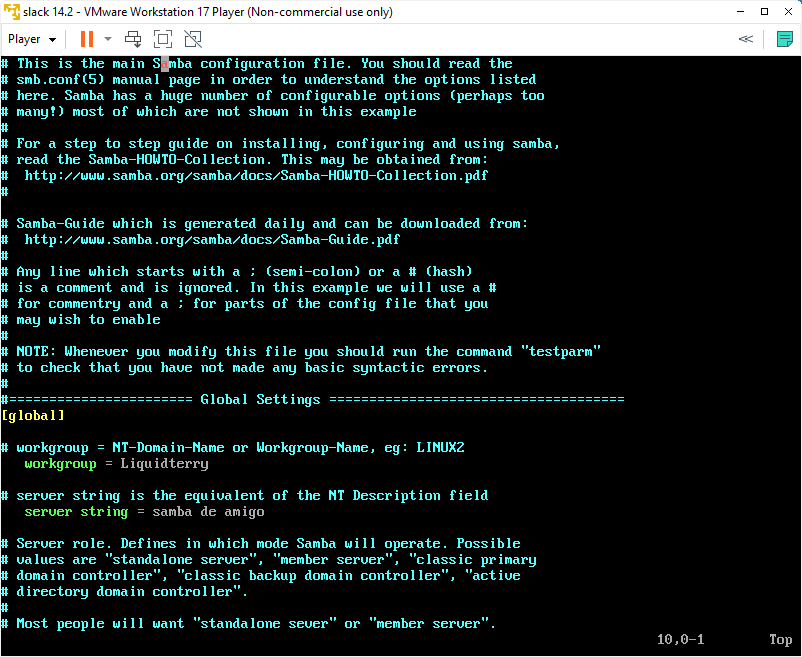 slack 14.2 - VMware Workstation 17 Player (Non-commercial use only)
Player
# This is the main Samba configuration file. You should read the
# smb.conf(5) manual page in order to understand the options listed
# here. Samba has a huge number of configurable options (perhaps too
# many!) most of which are not shown in this example
#
# For a step to step guide on installing, configuring and using samba,
# read the Samba-HOWTO-Collection. This may be obtained from:
#  http://www.samba.org/samba/docs/Samba-HOWTO-Collection.pdf
#

# Samba-Guide which is generated daily and can be downloaded from:
#  http://www.samba.org/samba/docs/Samba-Guide.pdf
#
# Any line which starts with a ; (semi-colon) or a # (hash)
# is a comment and is ignored. In this example we will use a #
# for commentry and a ; for parts of the config file that you
# may wish to enable
#
# NOTE: Whenever you modify this file you should run the command "testparm"
# to check that you have not made any basic syntactic errors.
#
#======================= Global Settings =====================================
[global]

# workgroup = NT-Domain-Name or Workgroup-Name, eg: LINUX2
   workgroup = Liquidterry

# server string is the equivalent of the NT Description field
   server string = samba de amigo

# Server role. Defines in which mode Samba will operate. Possible
# values are "standalone server", "member server", "classic primary
# domain controller", "classic backup domain controller", "active
# directory domain controller".
#
# Most people will want "standalone sever" or "member server".
10,0-1 Top